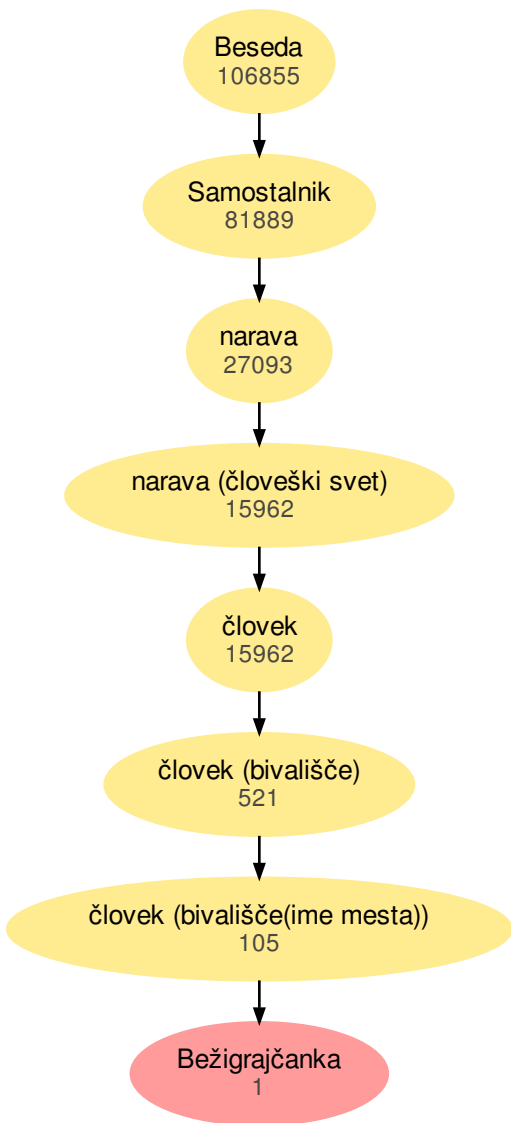 Beseda
106855
Samostalnik
81889
narava
27093
narava (človeški svet)
15962
človek
15962
človek (bivališče)
521
človek (bivališče(ime mesta))
105
Bežigrajčanka
1